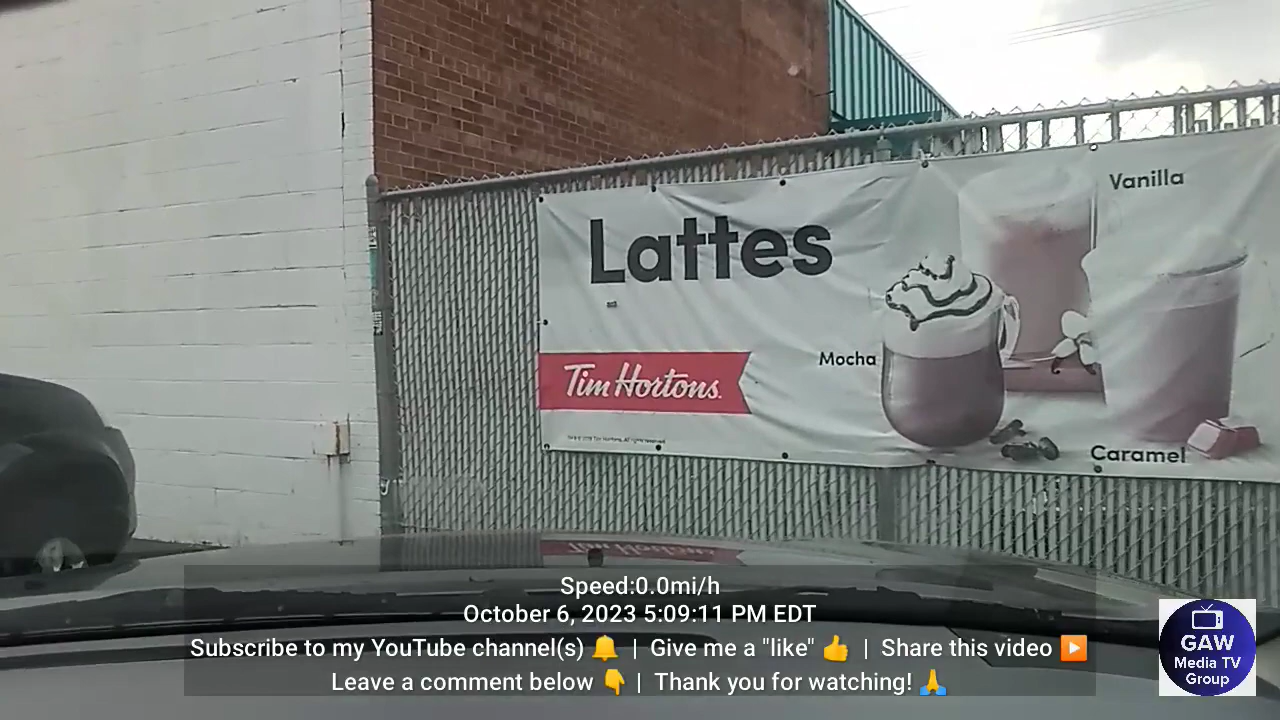 Vanilla
Lattes
Mocha
Tim Hortons.
Caramel
Tim Hortons
Speed:0.0mi/h
October 6, 2023 5:09:11 PM EDT
Subscribe to my YouTube channel(s) 🔔 | Give me a "like" 👍 | Share this video ▶️
Leave a comment below 👇 | Thank you for watching! 🙏
GAW
Media TV
Group